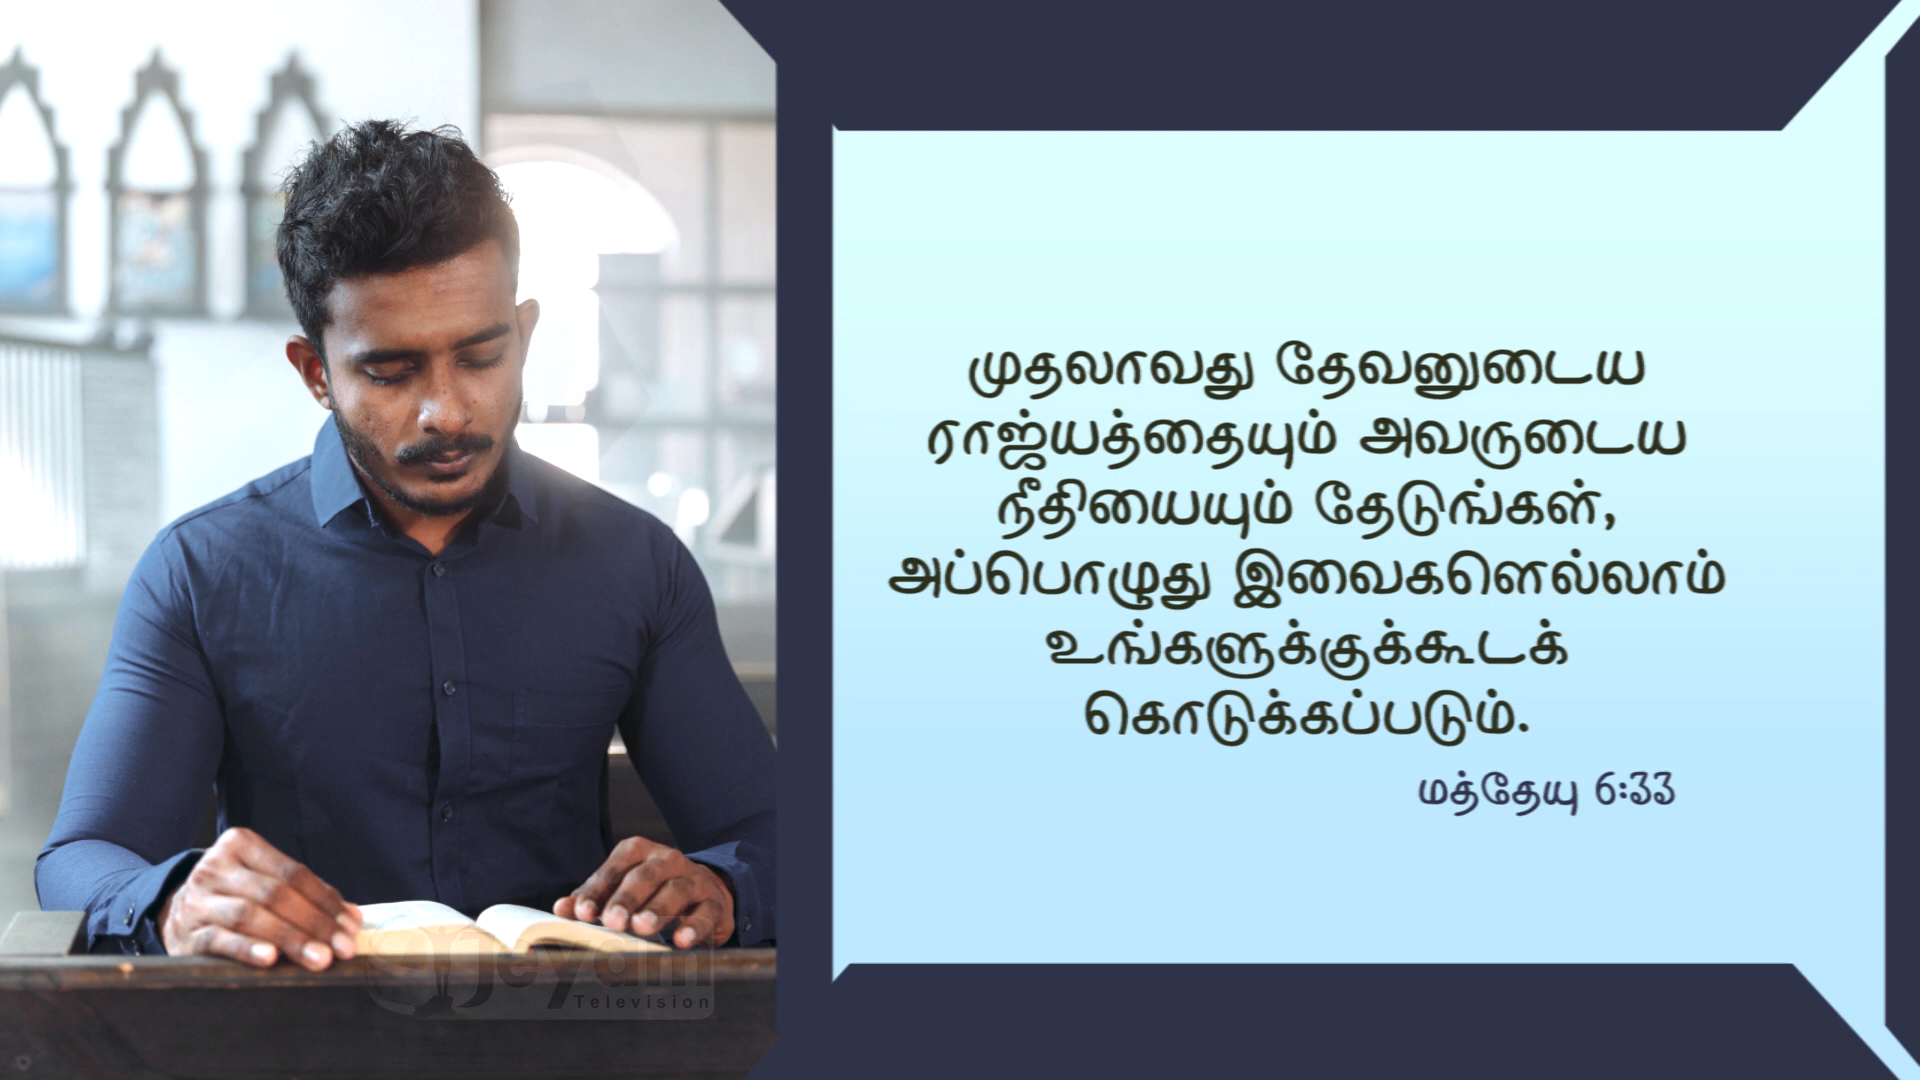 முதலாவது தேவனுடைய
ராஜ்யத்தையும் அவருடைய
நீதியையும் தேடுங்கள்,
அப்பொழுது இவைகளெல்லாம்
உங்களுக்குக்கூடக்
கொடுக்கப்படும்.
மத்தேயு 6:33
Jeyam
Television